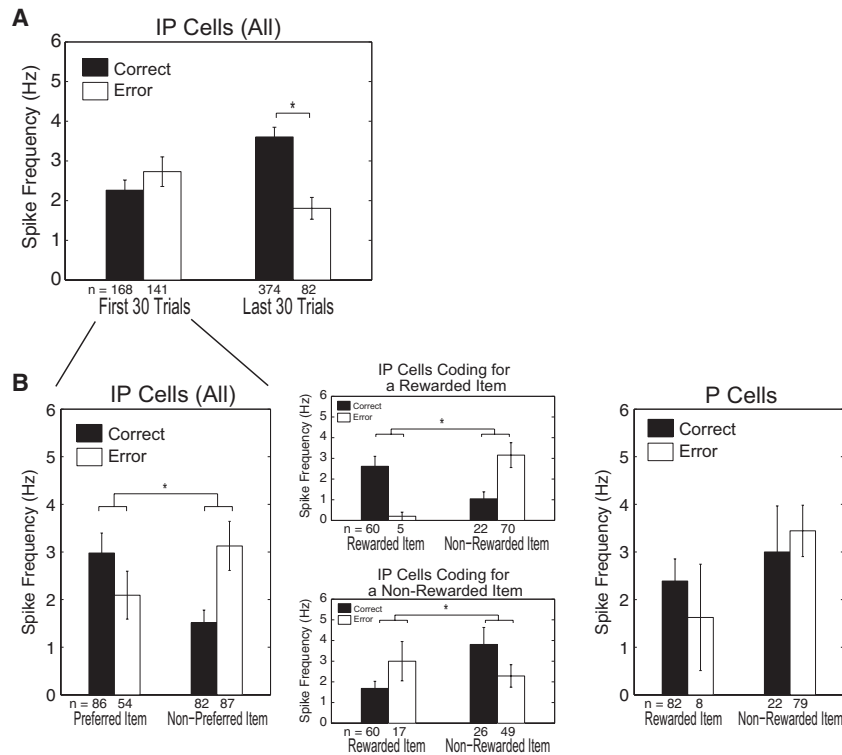 A
IP Cells (All)
Spike Frequency (Hz)
6
5
4
3
2
1
0
Correct
Error
*
n = 168 141 374 82
First 30 Trials Last 30 Trials
B
IP Cells (All)
Spike Frequency (Hz)
6
5
4
3
2
1
0
Correct
Error
*
n = 86 54 82 87
Preferred Item Non-Preferred Item
IP Cells Coding for
a Rewarded Item
Spike Frequency (Hz)
6
5
4
3
2
1
0
Correct
Error
*
n = 60 5 22 70
Rewarded Item Non-Rewarded Item
IP Cells Coding for
a Non-Rewarded Item
Spike Frequency (Hz)
6
5
4
3
2
1
0
Correct
Error
*
n = 60 17 26 49
Rewarded Item Non-Rewarded Item
P Cells
Spike Frequency (Hz)
6
5
4
3
2
1
0
Correct
Error
n = 82 8 22 79
Rewarded Item Non-Rewarded Item